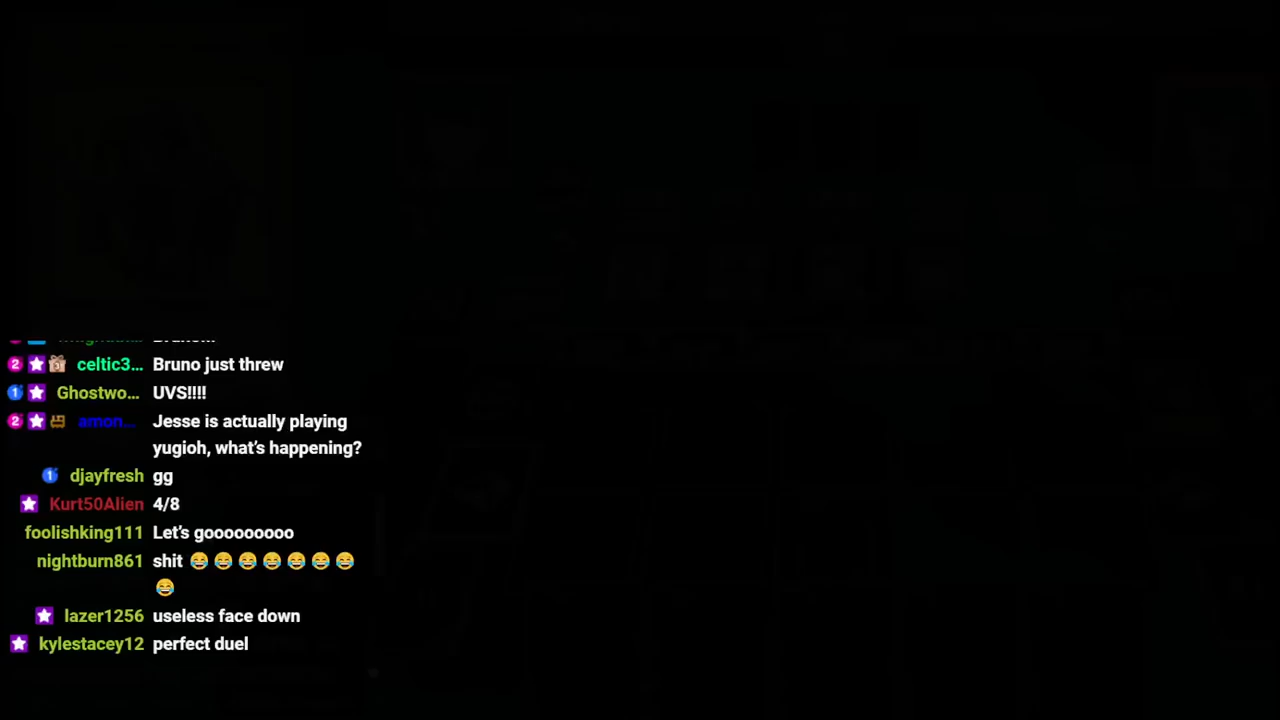 celtic3... Bruno just threw
Ghostwo... UVS!!!!
amon... Jesse is actually playing
yugioh, what's happening?
djayfresh gg
Kurt50Alien 4/8
foolishking111 Let's gooooooooo
nightburn861 shit 😂 😂 😂 😂 😂 😂 😂
😂
lazer1256 useless face down
kylestacey12 perfect duel